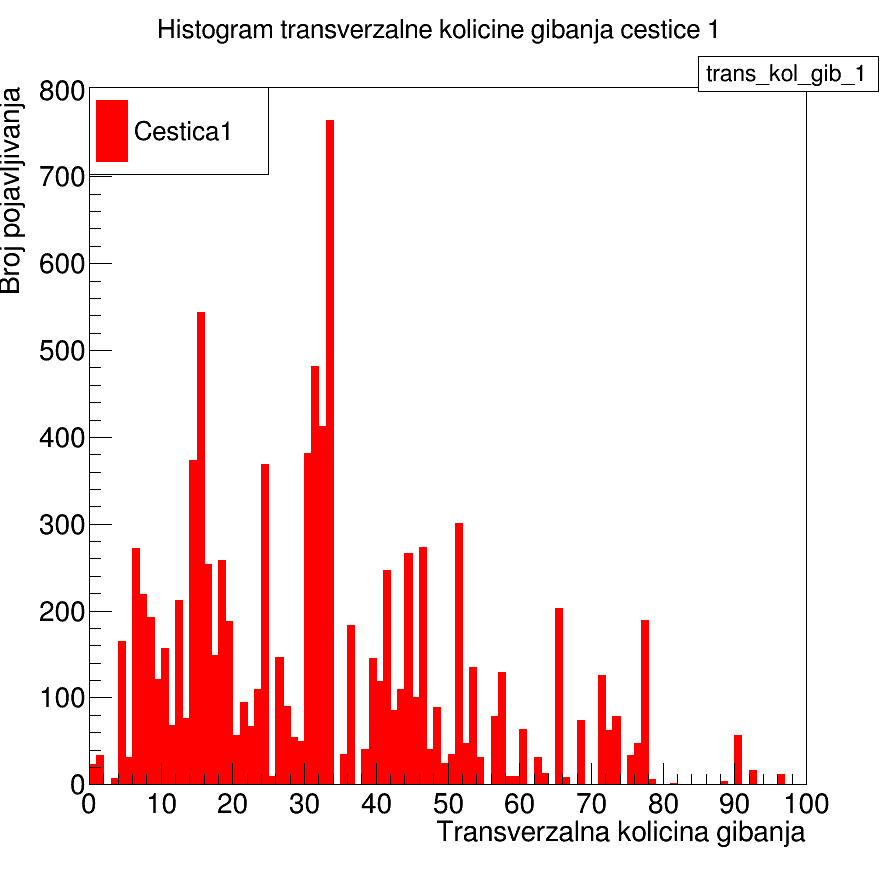 Histogram transverzalne kolicine gibanja cestice 1
trans_kol_gib_1
Cestica1
Broj pojavljivanja
800
700
600
500
400
300
200
100
0
0 10 20 30 40 50 60 70 80 90 100
Transverzalna kolicina gibanja